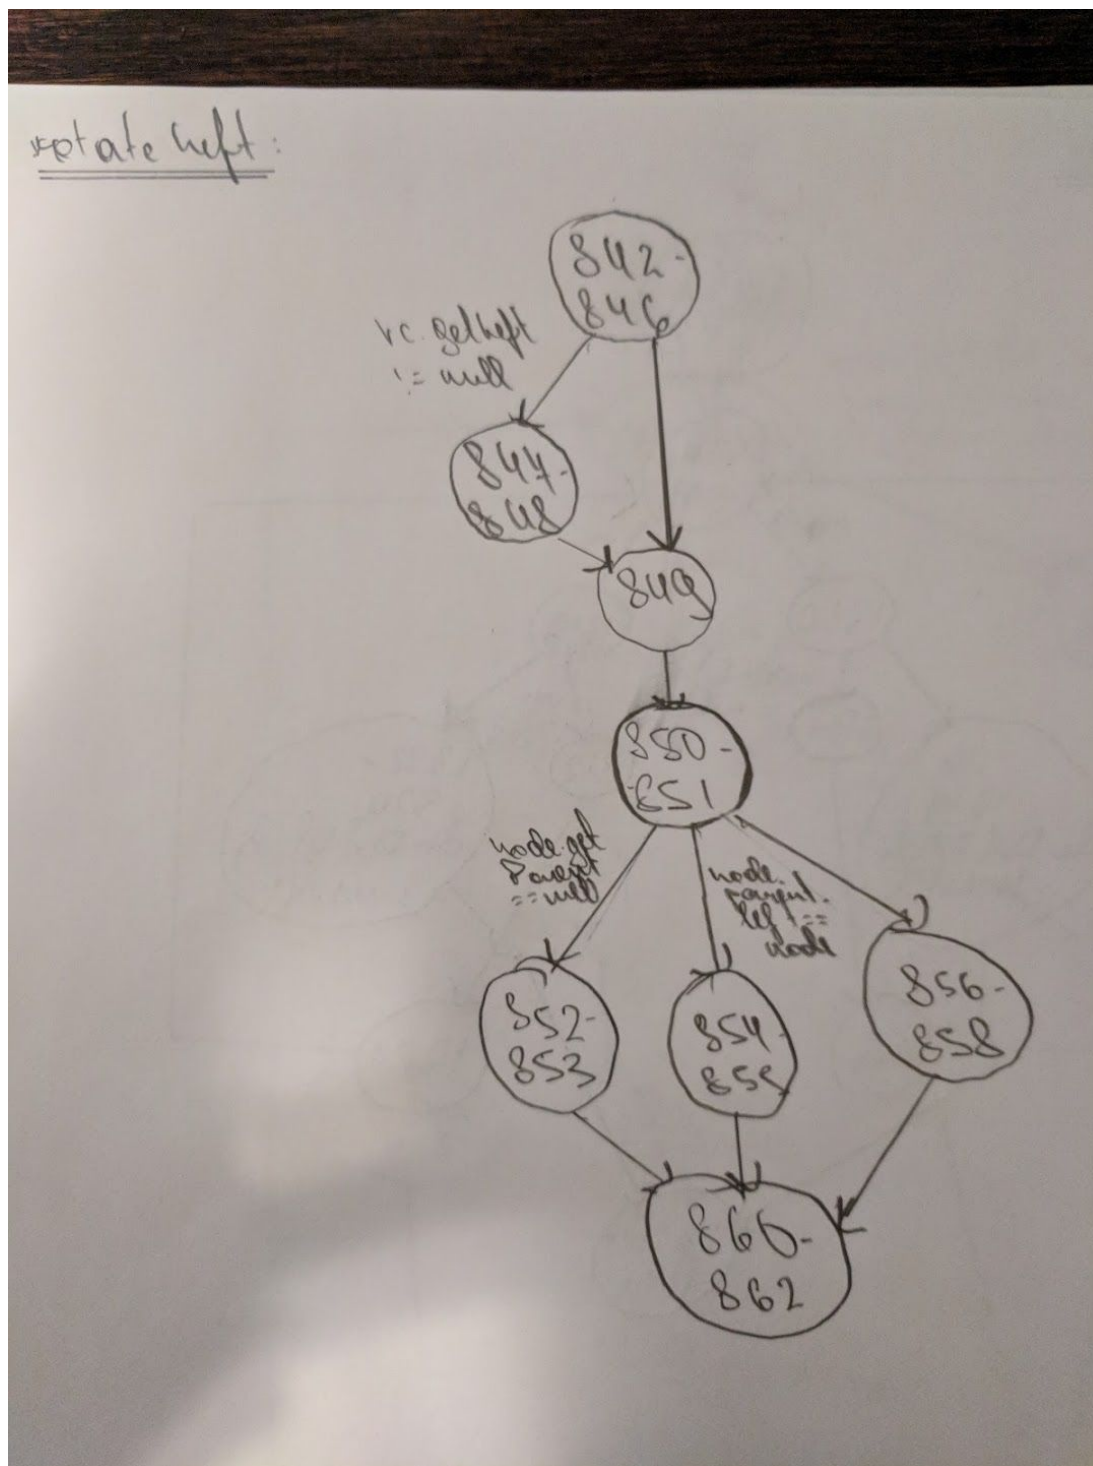 rotate Left:
842-
846
rc. getLeft
!= null
847-
848
849
850-
851
node.get
Parent
== null
node.
parent.
left ==
node
852-
853
854-
855
856-
858
860-
862